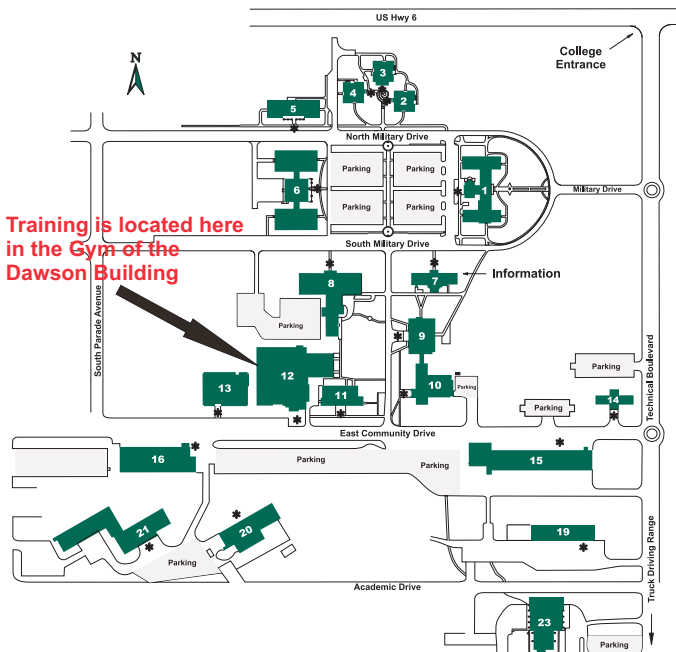 US Hwy 6
College
Entrance
N
3
4
2
5
North Military Drive
Parking
Parking
6
1
Military Drive
Parking
Parking
Training is located here
in the Gym of the
Dawson Building
South Military Drive
Information
8
7
South Parade Avenue
Parking
9
12
13
11
10
Parking
Parking
14
Parking
Technical Boulevard
East Community Drive
16
Parking
Parking
15
21
20
19
Parking
Academic Drive
Truck Driving Range
23
Parking